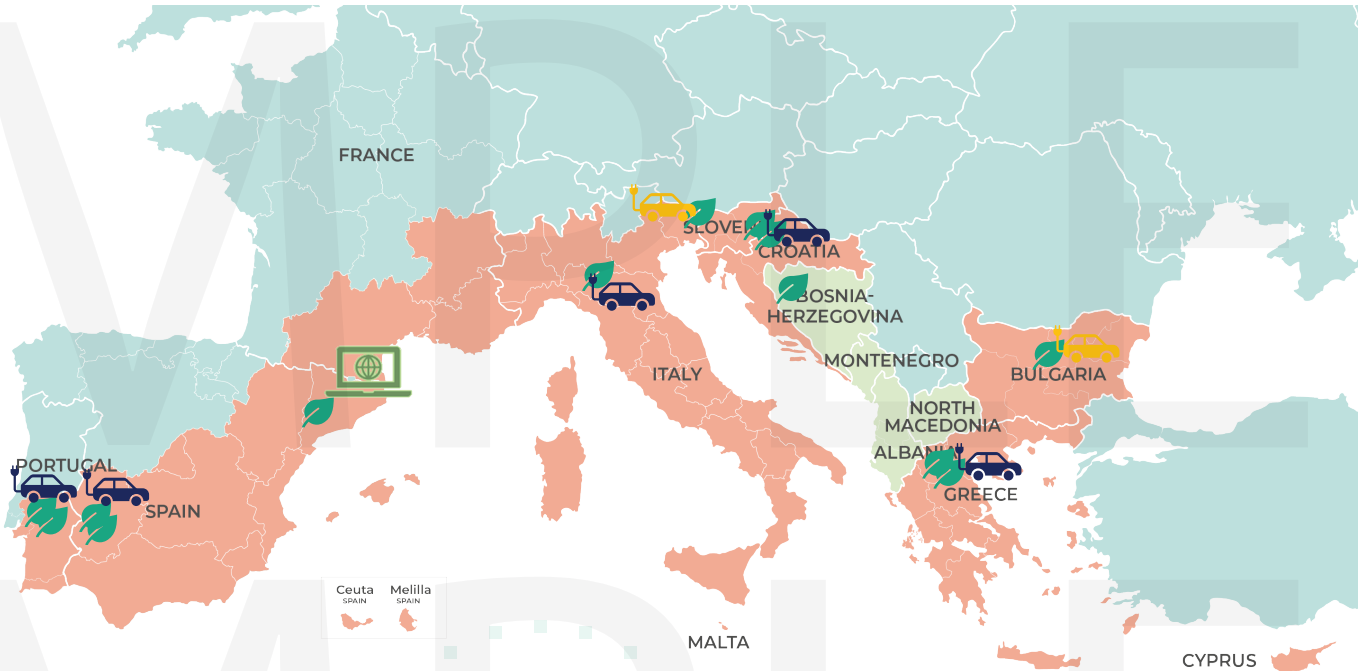 FRANCE
SLOVEN
CROATIA
BOSNIA-
HERZEGOVINA
MONTENEGRO
ITALY
BULGARIA
NORTH
MACEDONIA
ALBANIA
PORTUGAL
GREECE
SPAIN
Ceuta
SPAIN
Melilla
SPAIN
MALTA
CYPRUS